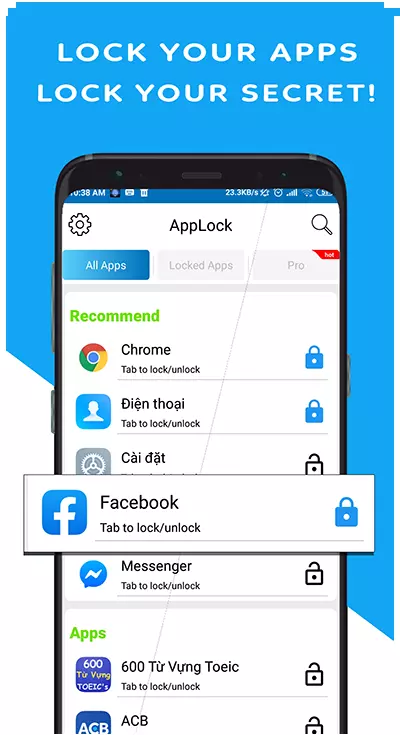 LOCK YOUR APPS
LOCK YOUR SECRET!
10:38 AM 23.3KB/s
AppLock
All Apps Locked Apps Pro hot
Recommend
Chrome
Tab to lock/unlock
Điện thoại
Tab to lock/unlock
Cài đặt
Facebook
Tab to lock/unlock
Messenger
Tab to lock/unlock
Apps
600 Từ Vựng TOEIC's
600 Từ Vựng Toeic
Tab to lock/unlock
ACB
ACB